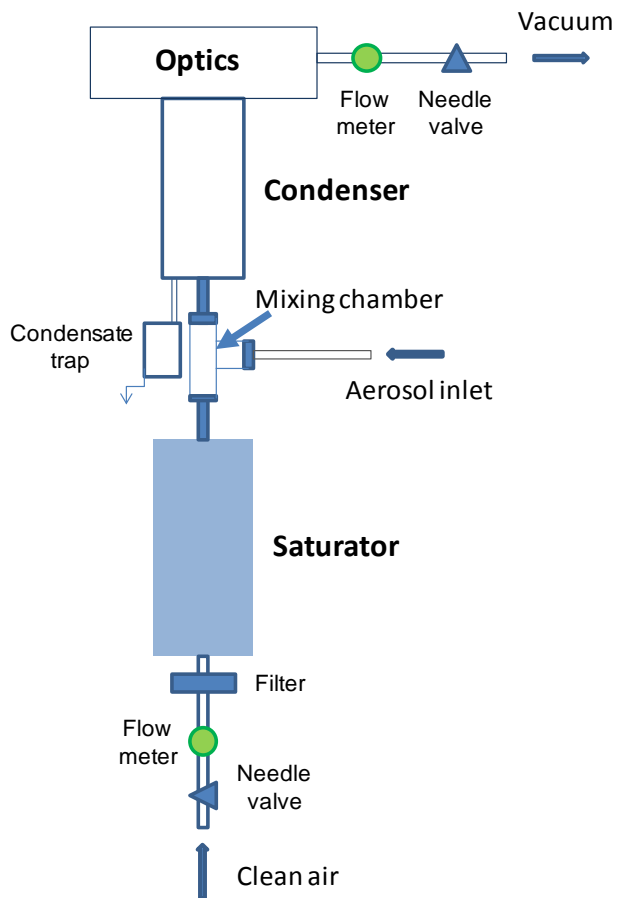 Vacuum
Optics
Flow
meter
Needle
valve
Condenser
Mixing chamber
Condensate
trap
Aerosol inlet
Saturator
Filter
Flow
meter
Needle
valve
Clean air